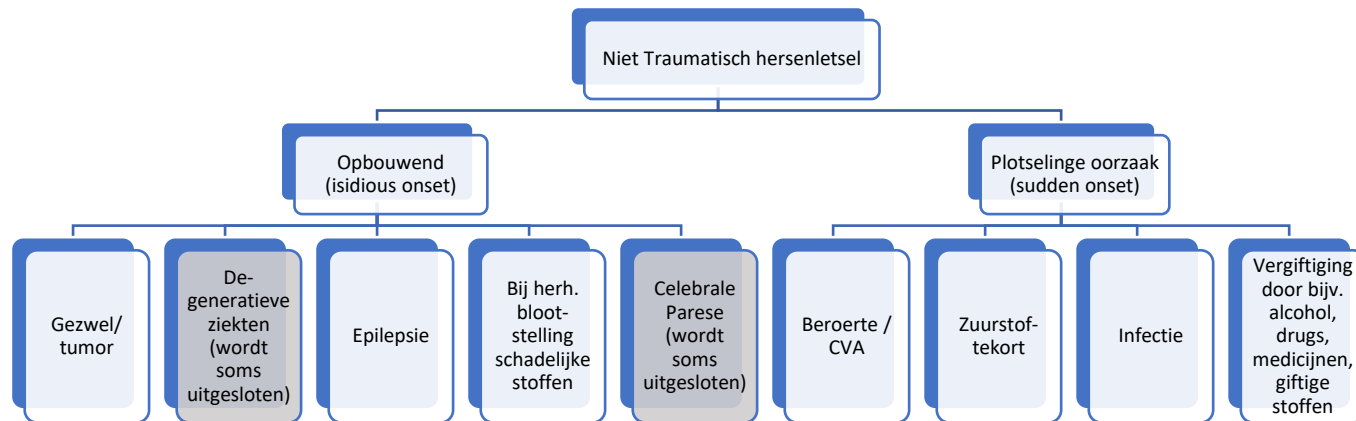 Niet Traumatisch hersenletsel
Opbouwend
(isidious onset)
Plotselinge oorzaak
(sudden onset)
Gezwel/
tumor
De-
generatieve
ziekten
(wordt
soms
uitgesloten)
Epilepsie
Bij herh.
bloot-
stelling
schadelijke
stoffen
Celebrale
Parese
(wordt
soms
uitgesloten)
Beroerte /
CVA
Zuurstof-
tekort
Infectie
Vergiftiging
door bijv.
alcohol,
drugs,
medicijnen,
giftige
stoffen